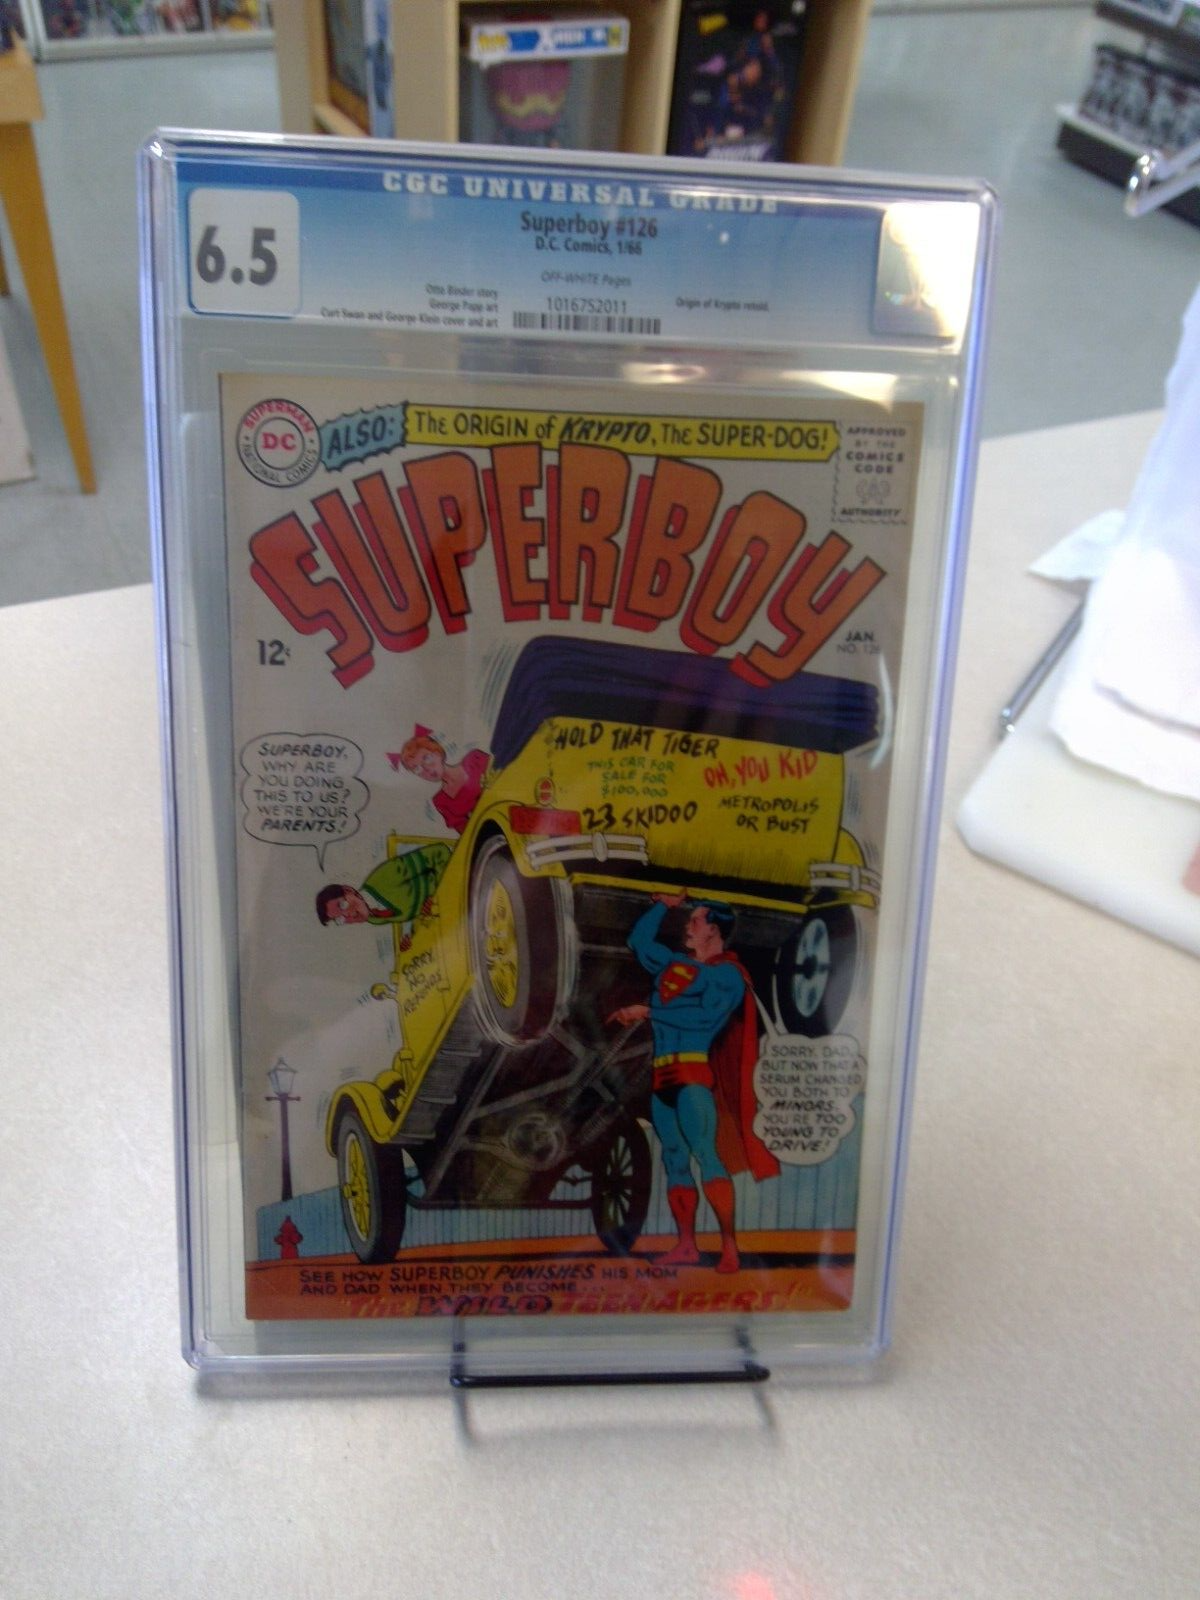 CGC UNIVERSAL GRADE
6.5
Superboy #126
D.C. Comics, 1/66
OFF-WHITE Pages
Otto Binder story
George Papp art
Curt Swan and George Klein cover and art
1016752011
Origin of Krypto retold.
SUPERMAN
DC
NATIONAL COMICS
ALSO:
The ORIGIN of KRYPTO, The SUPER-DOG!
APPROVED
BY THE
COMICS
CODE
AUTHORITY
SUPERBOY
12¢
JAN.
NO. 126
SUPERBOY,
WHY ARE
YOU DOING
THIS TO US?
WE'RE YOUR
PARENTS!
HOLD THAT TIGER
THIS CAR FOR
SALE FOR
$100,000
OH, YOU KID
23 SKIDOO
METROPOLIS
OR BUST
SORRY,
NO
REFUNDS
SORRY, DAD,
BUT NOW THAT A
SERUM CHANGED
YOU BOTH TO
MINORS,
YOU'RE TOO
YOUNG TO
DRIVE!
SEE HOW SUPERBOY PUNISHES HIS MOM
AND DAD WHEN THEY BECOME...
"The WILD TEEN-AGERS!"